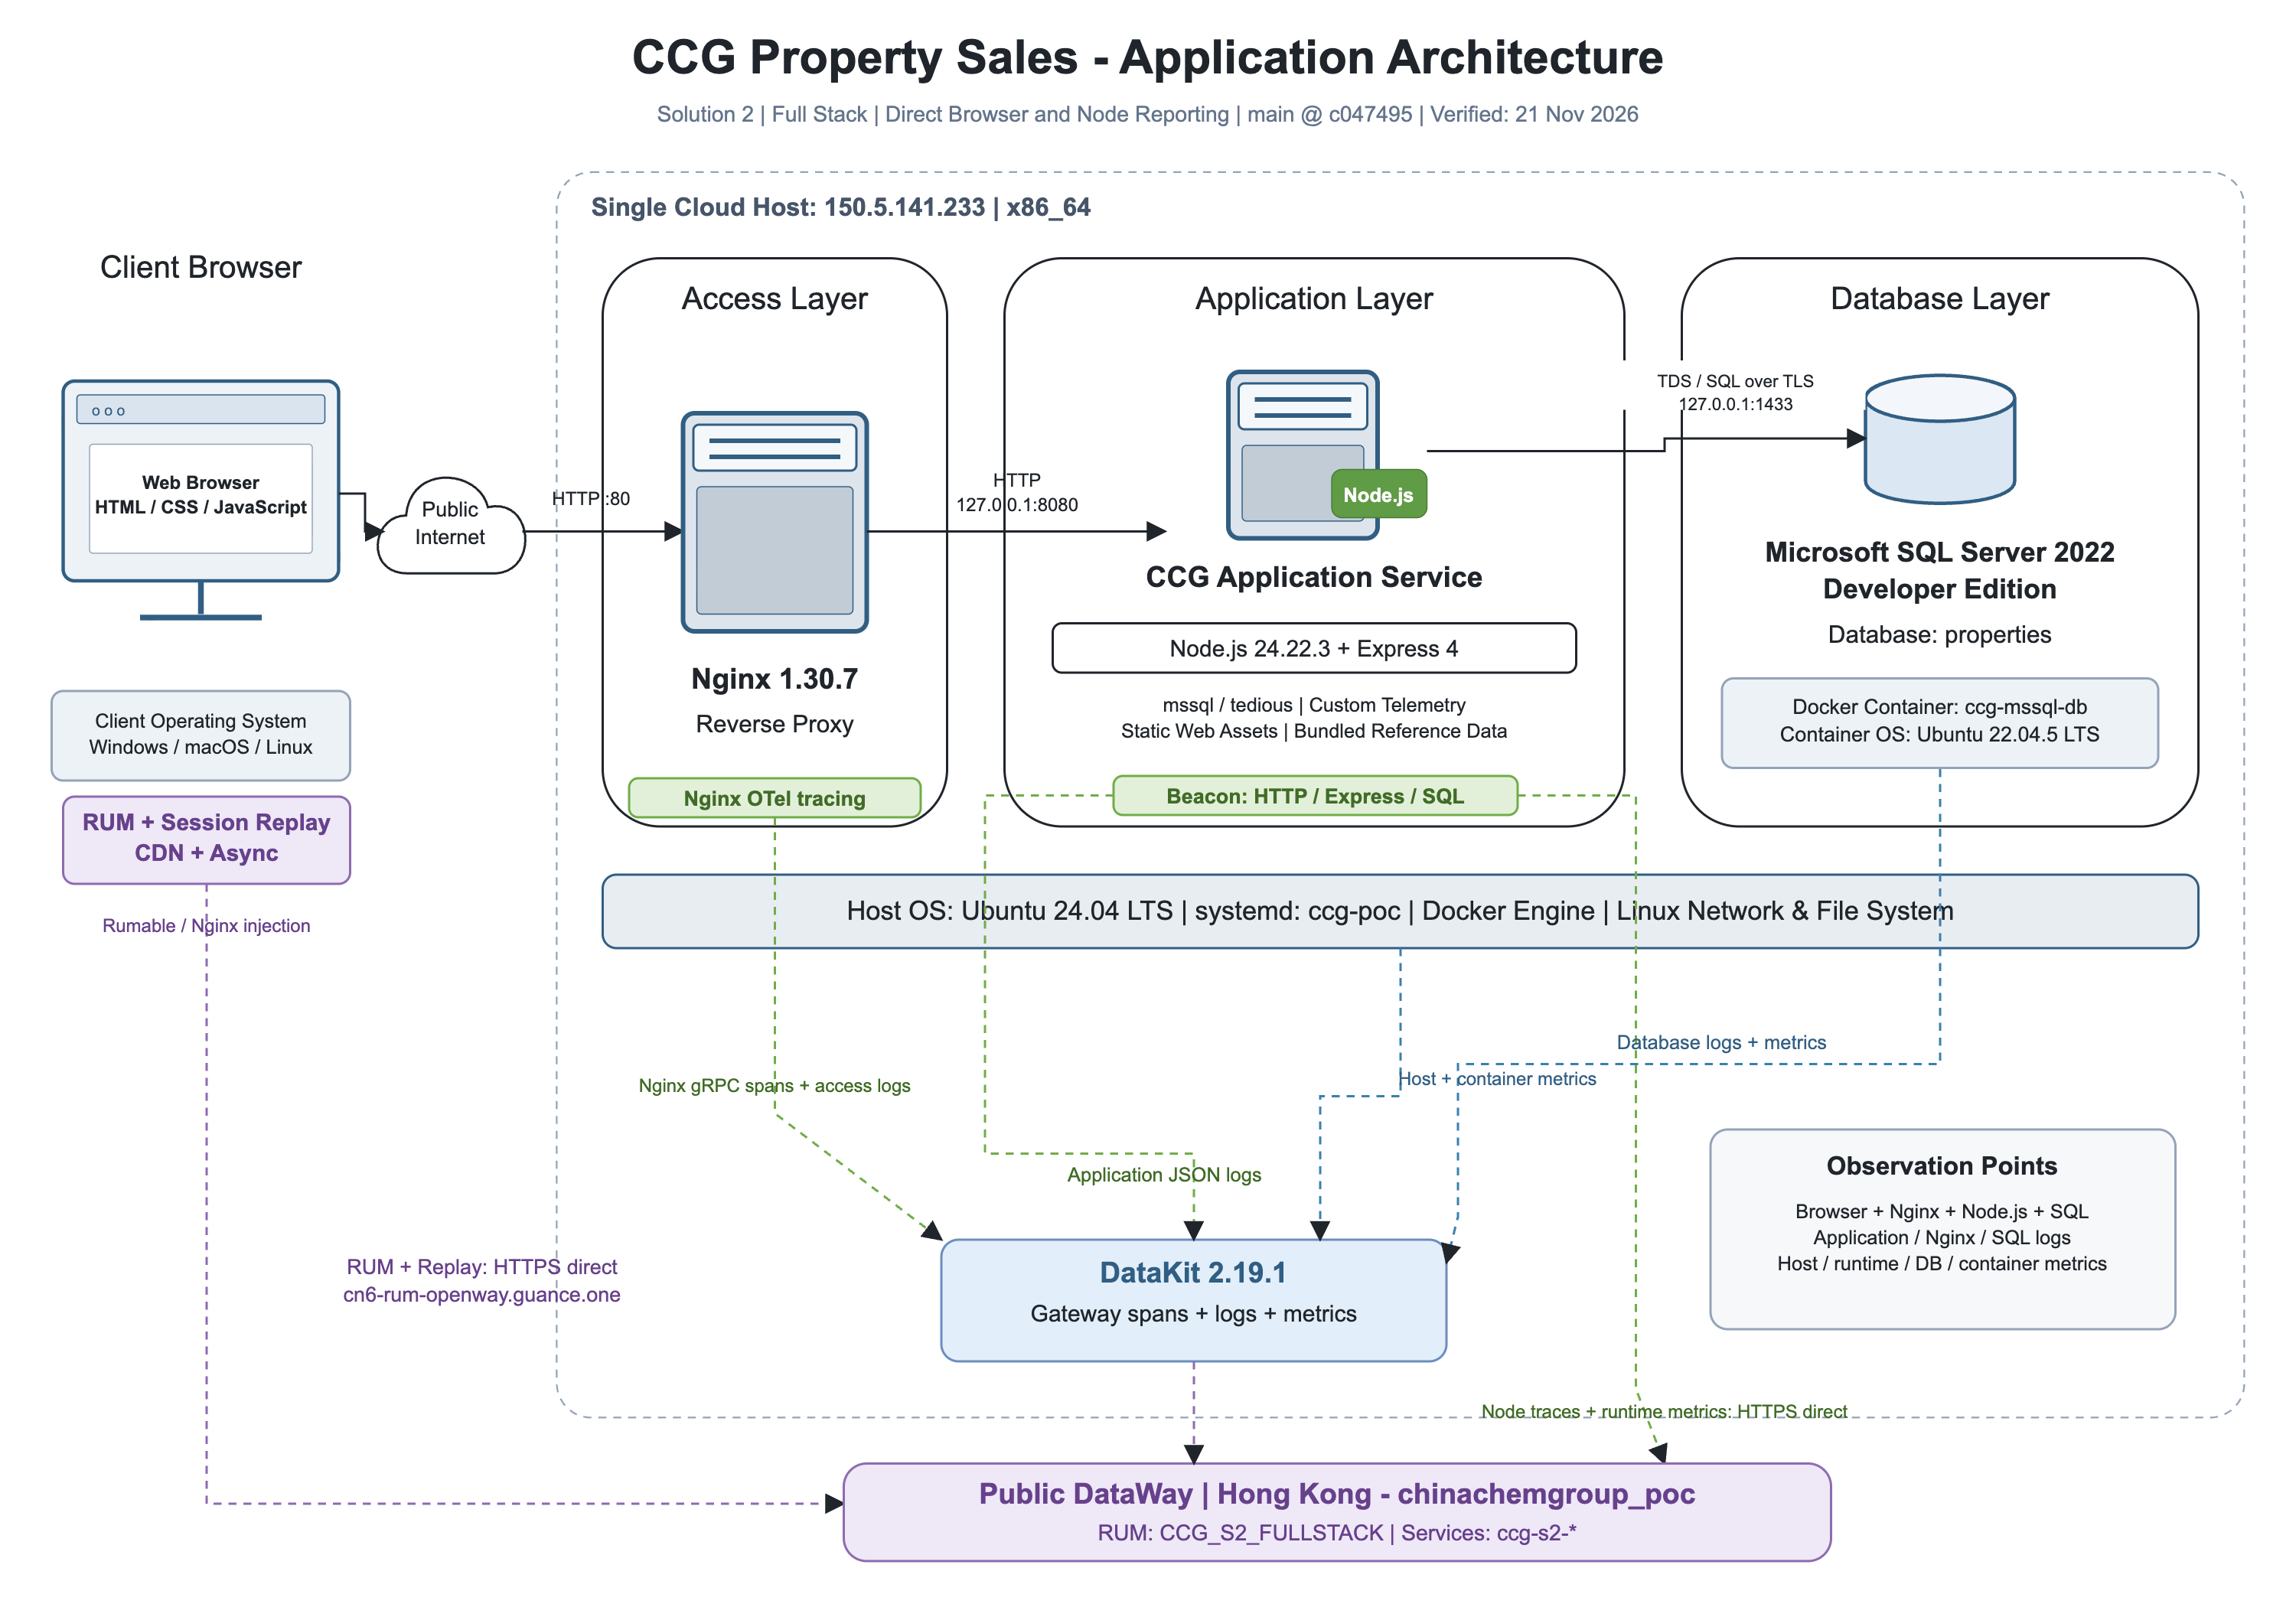 CCG Property Sales - Application Architecture
Solution 2 | Full Stack | Direct Browser and Node Reporting | main @ c047495 | Verified: 21 Nov 2026
Single Cloud Host: 150.5.141.233 | x86_64
Client Browser
o o o
Web Browser
HTML / CSS / JavaScript
Public
Internet
HTTP :80
Client Operating System
Windows / macOS / Linux
RUM + Session Replay
CDN + Async
Rumable / Nginx injection
Access Layer
Nginx 1.30.7
Reverse Proxy
Nginx OTel tracing
HTTP
127.0.0.1:8080
Application Layer
Node.js
CCG Application Service
Node.js 24.22.3 + Express 4
mssql / tedious | Custom Telemetry
Static Web Assets | Bundled Reference Data
Beacon: HTTP / Express / SQL
TDS / SQL over TLS
127.0.0.1:1433
Database Layer
Microsoft SQL Server 2022
Developer Edition
Database: properties
Docker Container: ccg-mssql-db
Container OS: Ubuntu 22.04.5 LTS
Host OS: Ubuntu 24.04 LTS | systemd: ccg-poc | Docker Engine | Linux Network & File System
Database logs + metrics
Nginx gRPC spans + access logs
Host + container metrics
Application JSON logs
Observation Points
Browser + Nginx + Node.js + SQL
Application / Nginx / SQL logs
Host / runtime / DB / container metrics
RUM + Replay: HTTPS direct
cn6-rum-openway.guance.one
DataKit 2.19.1
Gateway spans + logs + metrics
Node traces + runtime metrics: HTTPS direct
Public DataWay | Hong Kong - chinachemgroup_poc
RUM: CCG_S2_FULLSTACK | Services: ccg-s2-*